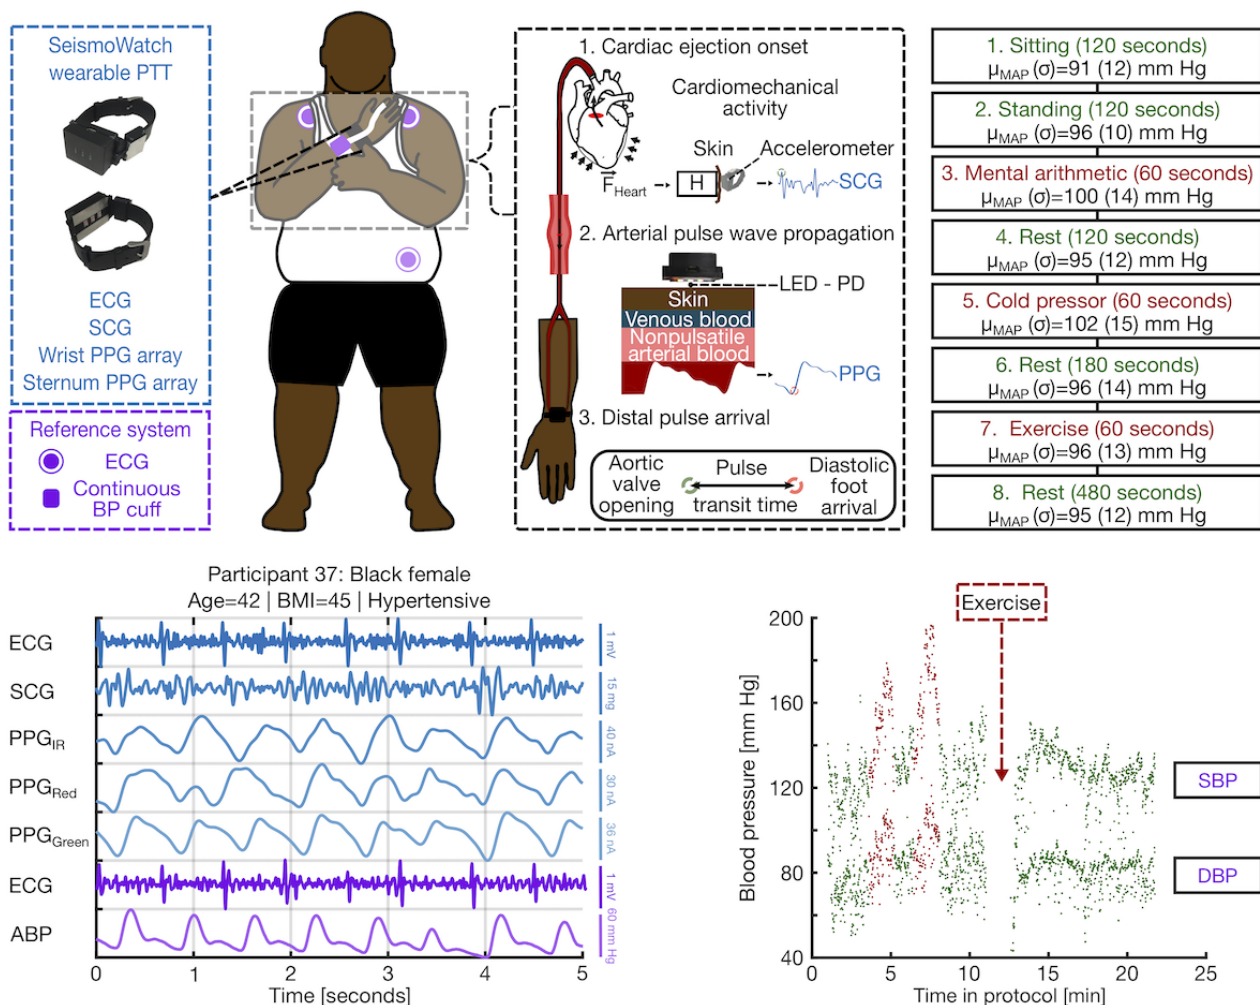 SeismoWatch
wearable PTT
ECG
SCG
Wrist PPG array
Sternum PPG array
Reference system
ECG
Continuous
BP cuff
1. Cardiac ejection onset
Cardiomechanical
activity
Skin
Accelerometer
F Heart
H
SCG
2. Arterial pulse wave propagation
LED - PD
Skin
Venous blood
Nonpulsatile
arterial blood
PPG
3. Distal pulse arrival
Aortic
valve
opening
Pulse
transit time
Diastolic
foot
arrival
1. Sitting (120 seconds)
μMAP (σ)=91 (12) mm Hg
2. Standing (120 seconds)
μMAP (σ)=96 (10) mm Hg
3. Mental arithmetic (60 seconds)
μMAP (σ)=100 (14) mm Hg
4. Rest (120 seconds)
μMAP (σ)=95 (12) mm Hg
5. Cold pressor (60 seconds)
μMAP (σ)=102 (15) mm Hg
6. Rest (180 seconds)
μMAP (σ)=96 (14) mm Hg
7. Exercise (60 seconds)
μMAP (σ)=96 (13) mm Hg
8. Rest (480 seconds)
μMAP (σ)=95 (12) mm Hg
Participant 37: Black female
Age=42 | BMI=45 | Hypertensive
ECG
1 mV
SCG
15 mg
PPG IR
40 nA
PPG Red
30 nA
PPG Green
36 nA
ECG
1 mV
ABP
60 mm Hg
0 1 2 3 4 5
Time [seconds]
Exercise
Blood pressure [mm Hg]
200
160
120
80
40
SBP
DBP
0 5 10 15 20 25
Time in protocol [min]